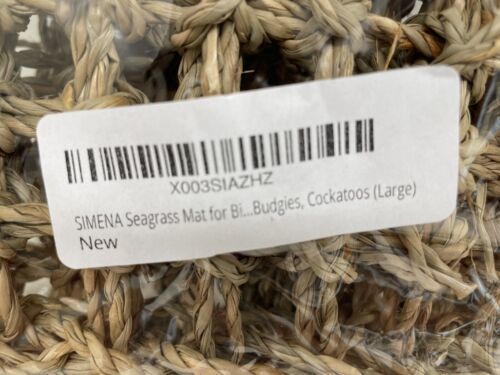 X003SIAZHZ
SIMENA Seagrass Mat for Bi...Budgies, Cockatoos (Large)
New